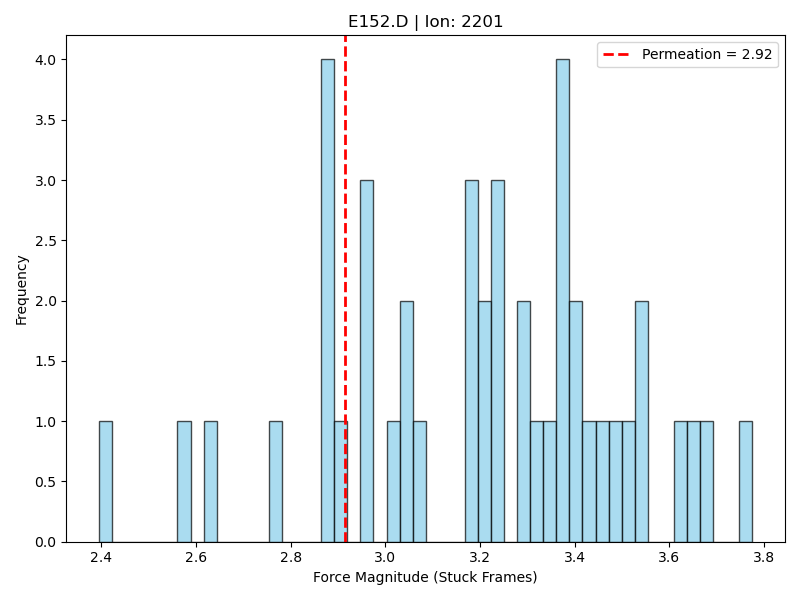 E152.D | Ion: 2201
Permeation = 2.92
Frequency
4.0
3.5
3.0
2.5
2.0
1.5
1.0
0.5
0.0
2.4 2.6 2.8 3.0 3.2 3.4 3.6 3.8
Force Magnitude (Stuck Frames)